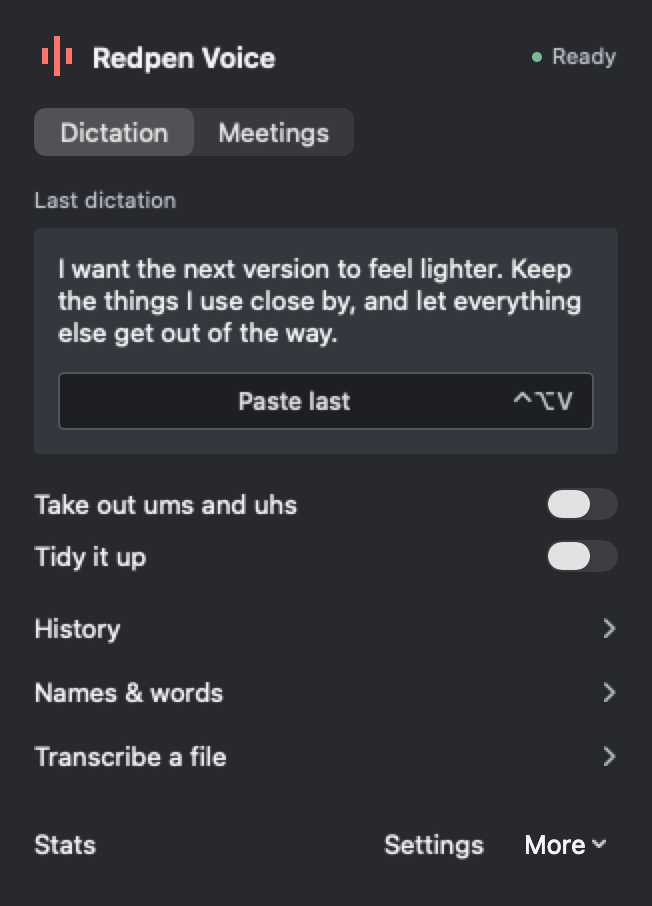 Redpen Voice
Ready
Dictation
Meetings
Last dictation
I want the next version to feel lighter. Keep
the things I use close by, and let everything
else get out of the way.
Paste last ^⌥V
Take out ums and uhs
Tidy it up
History
Names & words
Transcribe a file
Stats
Settings
More